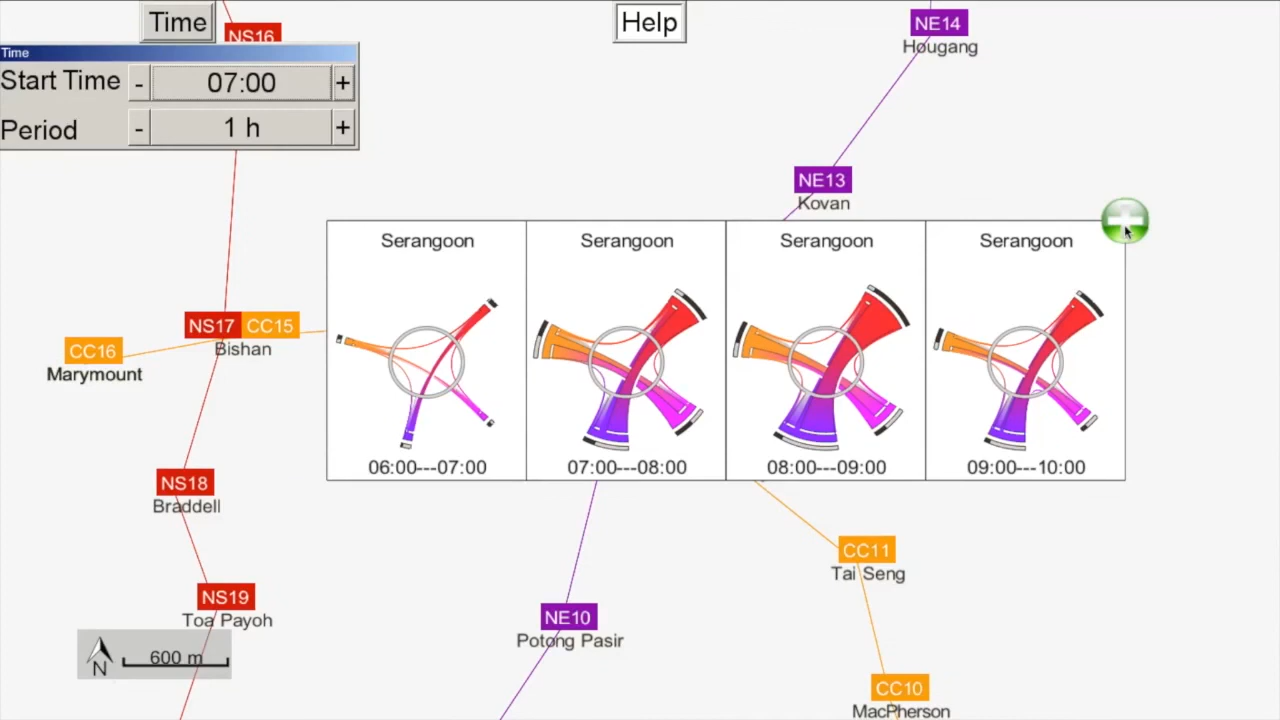 Time
Help
NS16
Time
Start Time - 07:00 +
Period - 1 h +
NE14
Hougang
NE13
Kovan
Serangoon Serangoon Serangoon Serangoon
06:00---07:00 07:00---08:00 08:00---09:00 09:00---10:00
NS17 CC15
Bishan
CC16
Marymount
NS18
Braddell
NS19
Toa Payoh
N 600 m
CC11
Tai Seng
NE10
Potong Pasir
CC10
MacPherson